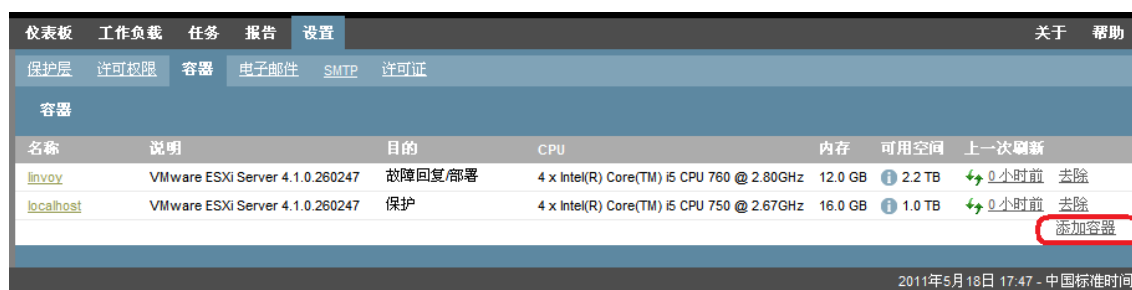 仪表板 工作负载 任务 报告 设置 关于 帮助
保护层 许可权限 容器 电子邮件 SMTP 许可证
容器
名称 说明 目的 CPU 内存 可用空间 上一次刷新
linvoy VMware ESXi Server 4.1.0.260247 故障回复/部署 4 x Intel(R) Core(TM) i5 CPU 760 @ 2.80GHz 12.0 GB 2.2 TB 0 小时前 去除
localhost VMware ESXi Server 4.1.0.260247 保护 4 x Intel(R) Core(TM) i5 CPU 750 @ 2.67GHz 16.0 GB 1.0 TB 0 小时前 去除
添加容器
2011年5月18日 17:47 - 中国标准时间